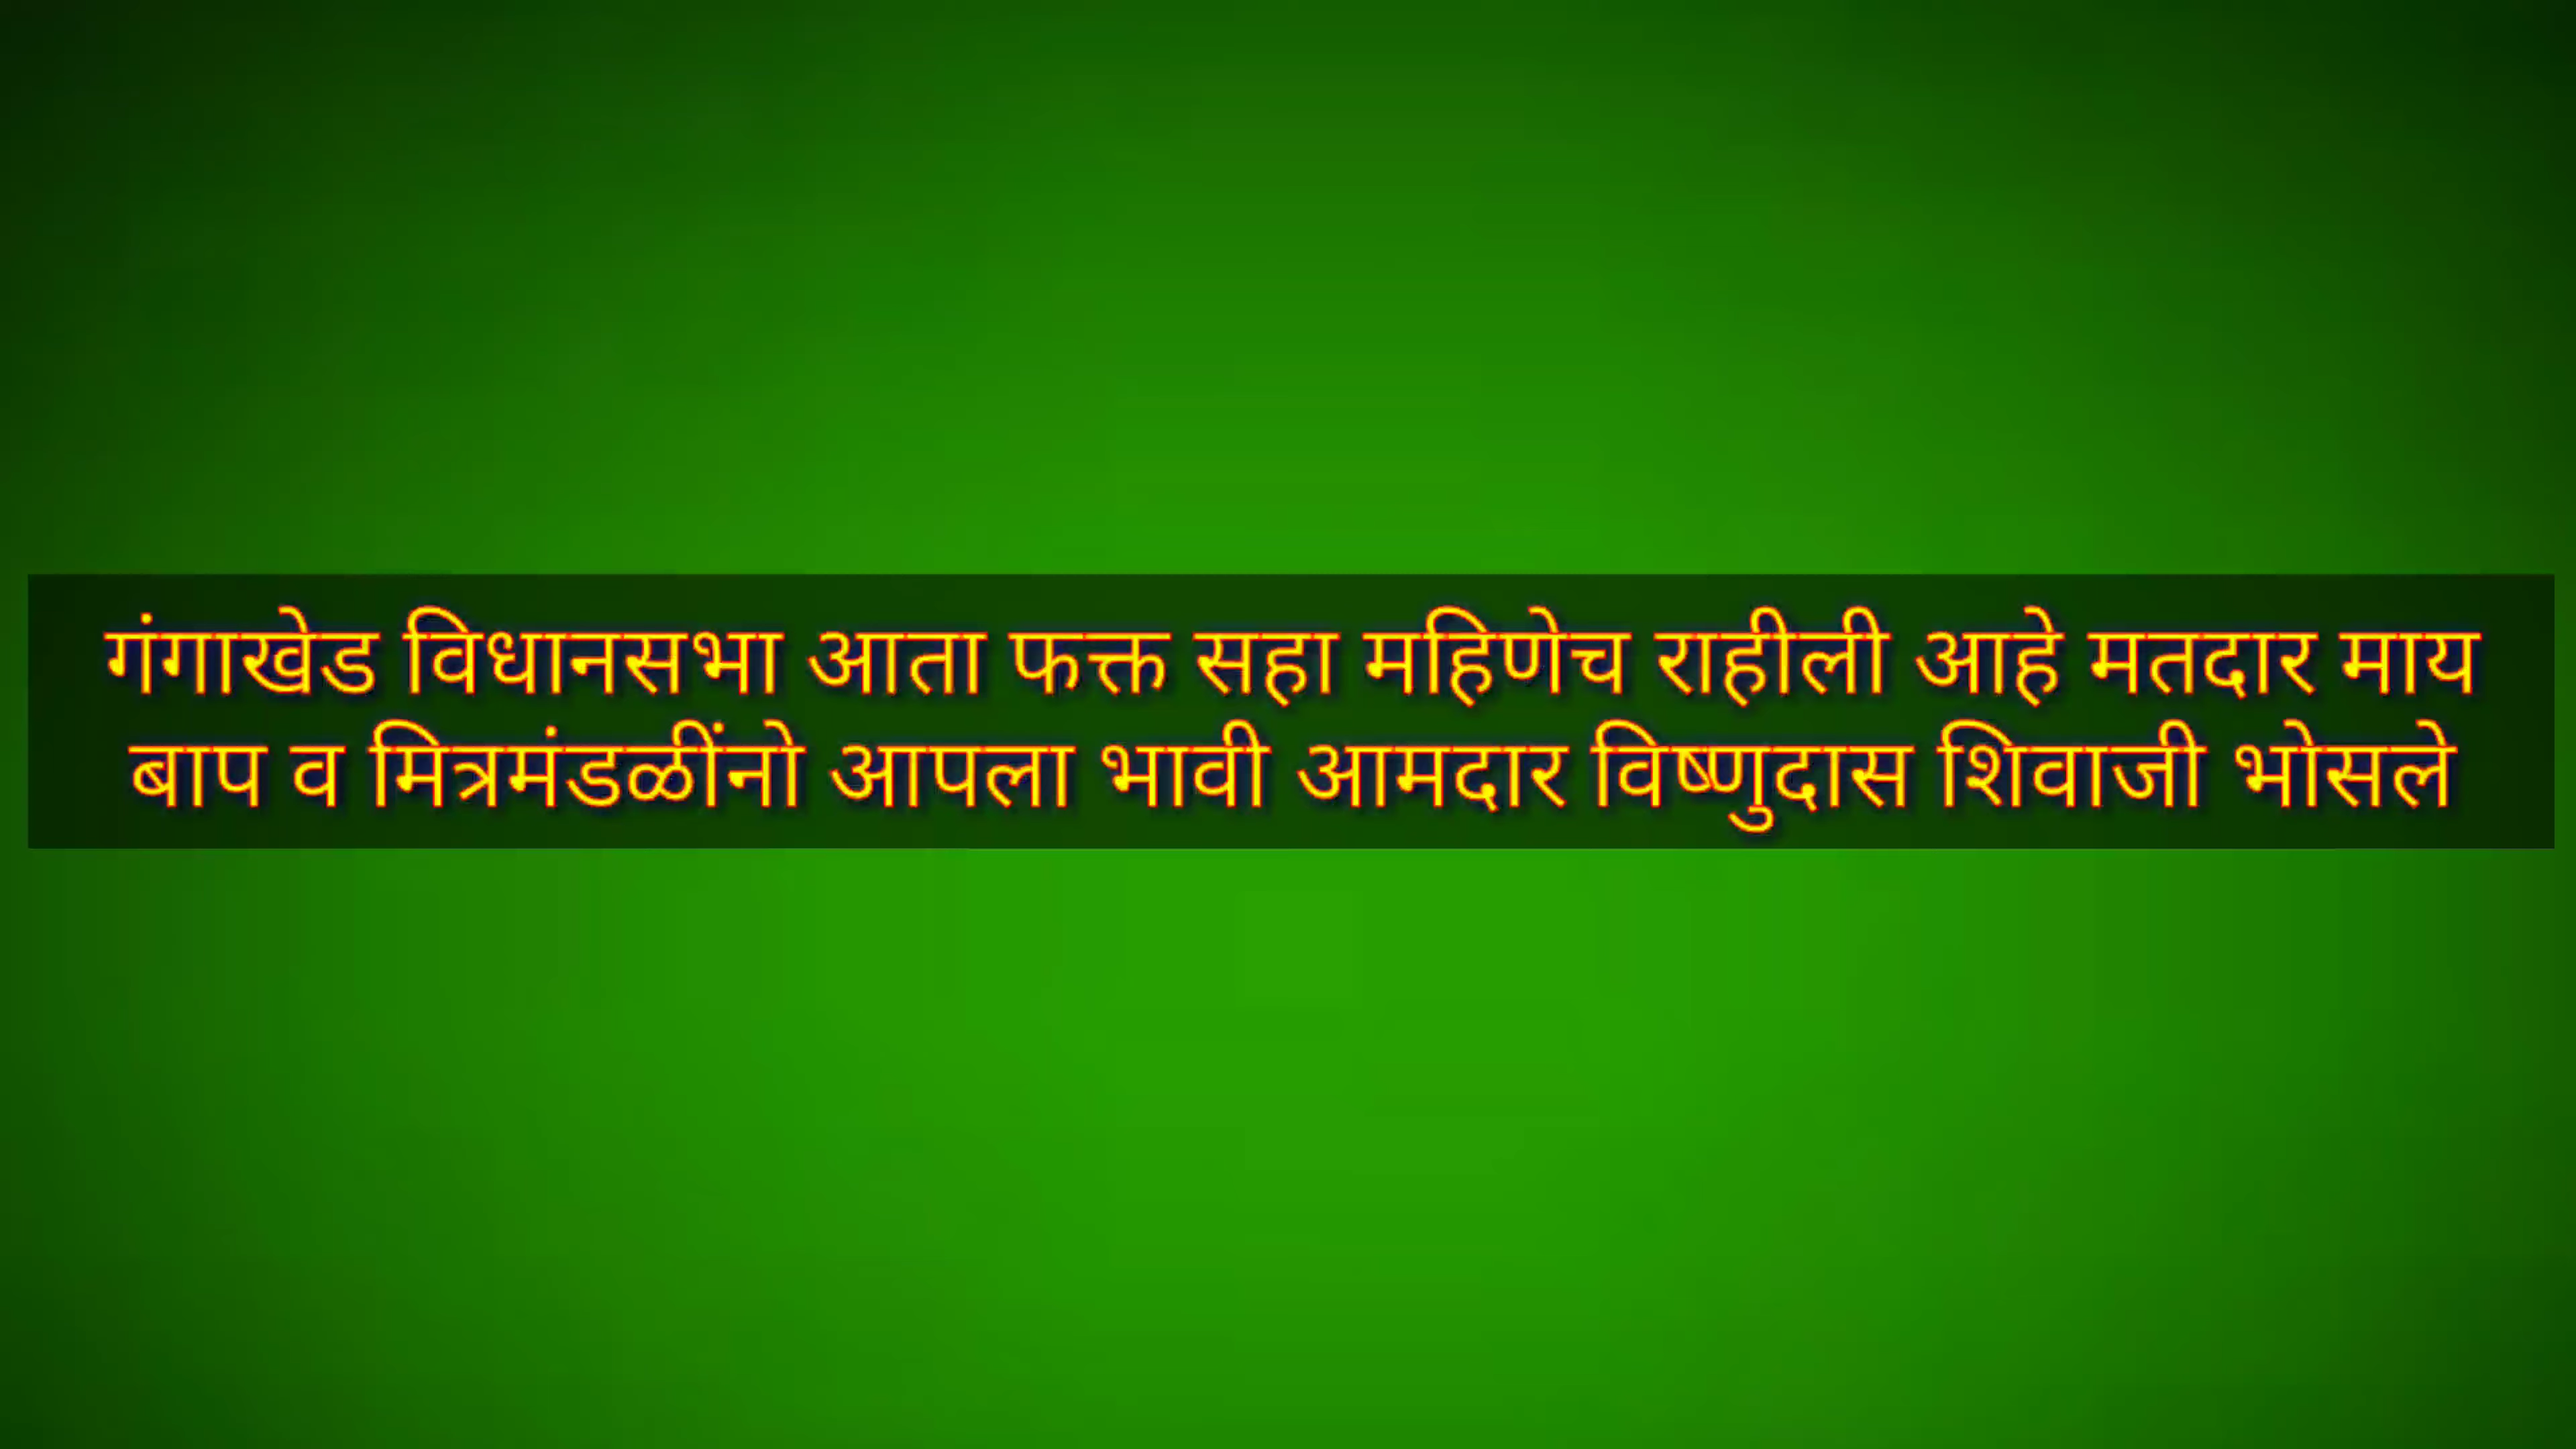 गंगाखेड विधानसभा आता फक्त सहा महिणेच राहीली आहे मतदार माय
बाप व मित्रमंडळींनो आपला भावी आमदार विष्णुदास शिवाजी भोसले